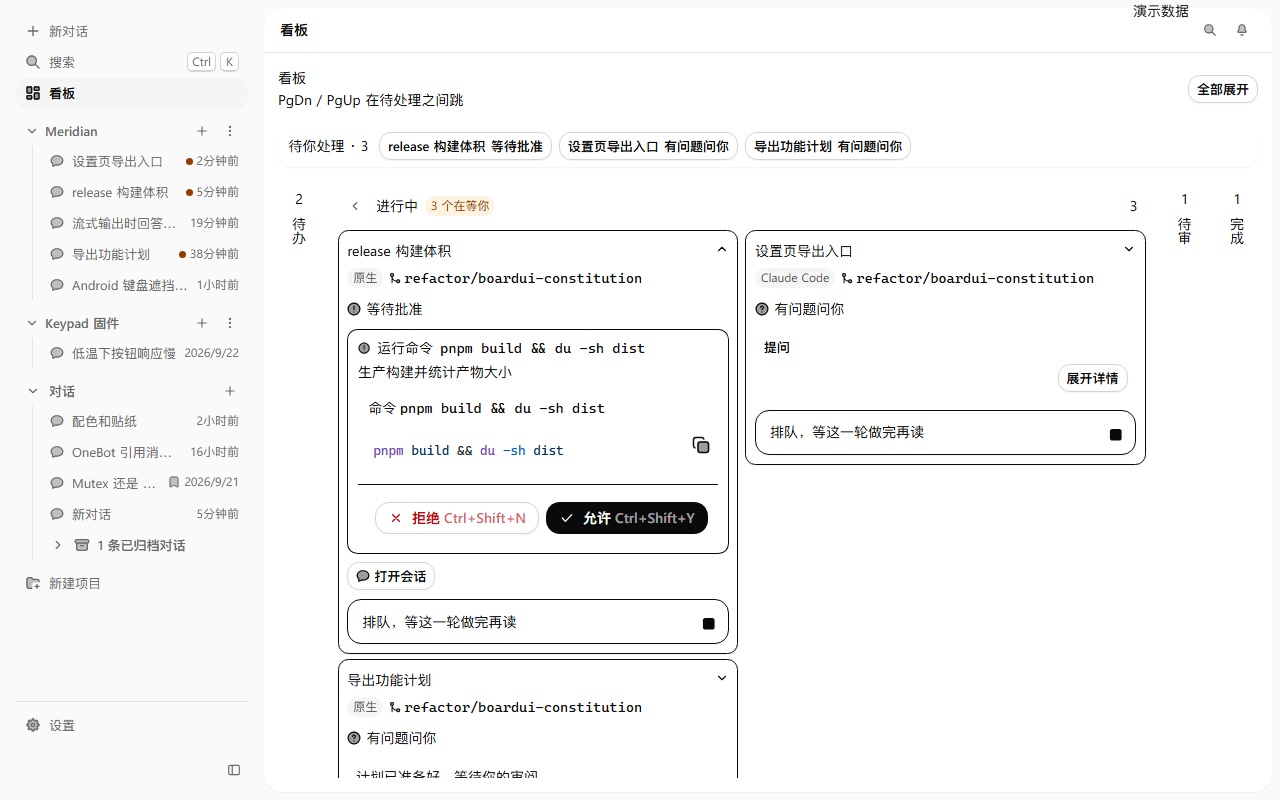 演示数据
新对话
搜索 Ctrl K
看板
Meridian
设置页导出入口 2分钟前
release 构建体积 5分钟前
流式输出时回答… 19分钟前
导出功能计划 38分钟前
Android 键盘遮挡… 1小时前
Keypad 固件
低温下按钮响应慢 2026/9/22
对话
配色和贴纸 2小时前
OneBot 引用消… 16小时前
Mutex 还是 … 2026/9/21
新对话 5分钟前
1 条已归档对话
新建项目
设置
看板
看板
PgDn / PgUp 在待处理之间跳
全部展开
待你处理 · 3 release 构建体积 等待批准 设置页导出入口 有问题问你 导出功能计划 有问题问你
2 待办
进行中 3 个在等你 3
release 构建体积
原生 refactor/boardui-constitution
等待批准
运行命令 pnpm build && du -sh dist
生产构建并统计产物大小
命令 pnpm build && du -sh dist
pnpm build && du -sh dist
拒绝 Ctrl+Shift+N 允许 Ctrl+Shift+Y
打开会话
排队，等这一轮做完再读
导出功能计划
原生 refactor/boardui-constitution
有问题问你
计划已准备好，等待你的审阅
设置页导出入口
Claude Code refactor/boardui-constitution
有问题问你
提问
展开详情
排队，等这一轮做完再读
1 待审
1 完成